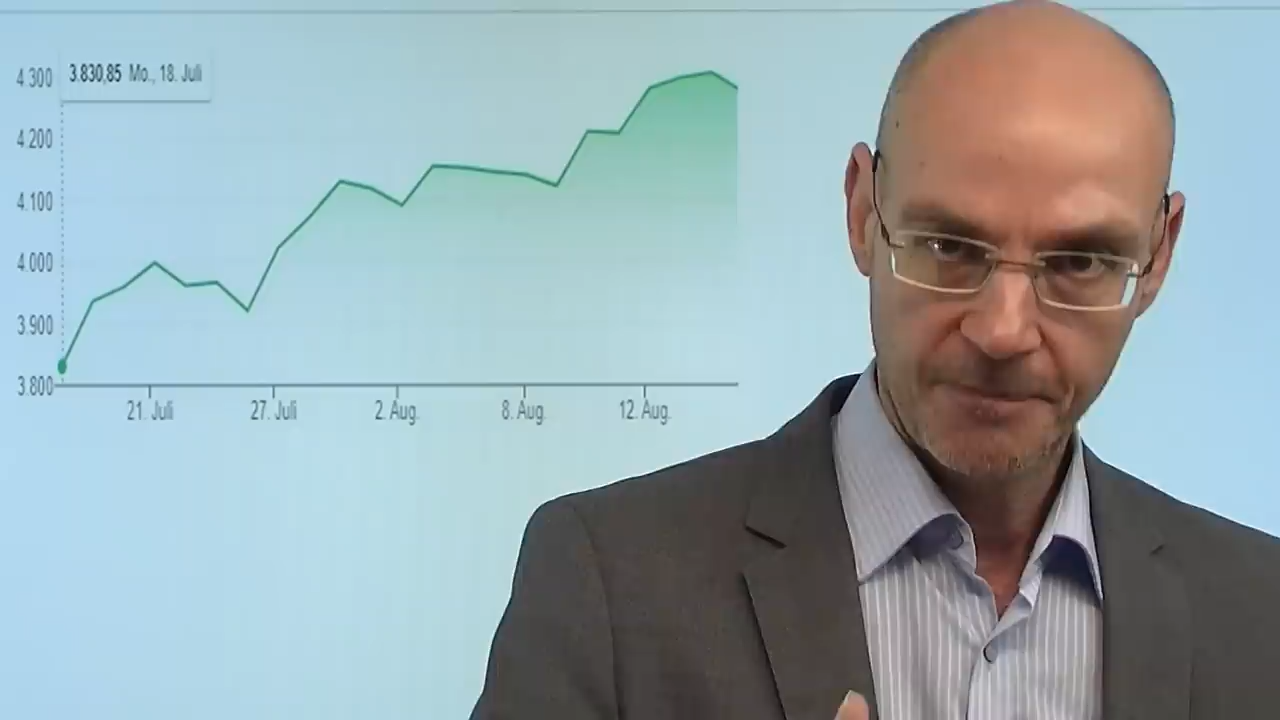 4.300
3.830,85 Mo., 18. Juli
4.200
4.100
4.000
3.900
3.800
21. Juli
27. Juli
2. Aug.
8. Aug.
12. Aug.